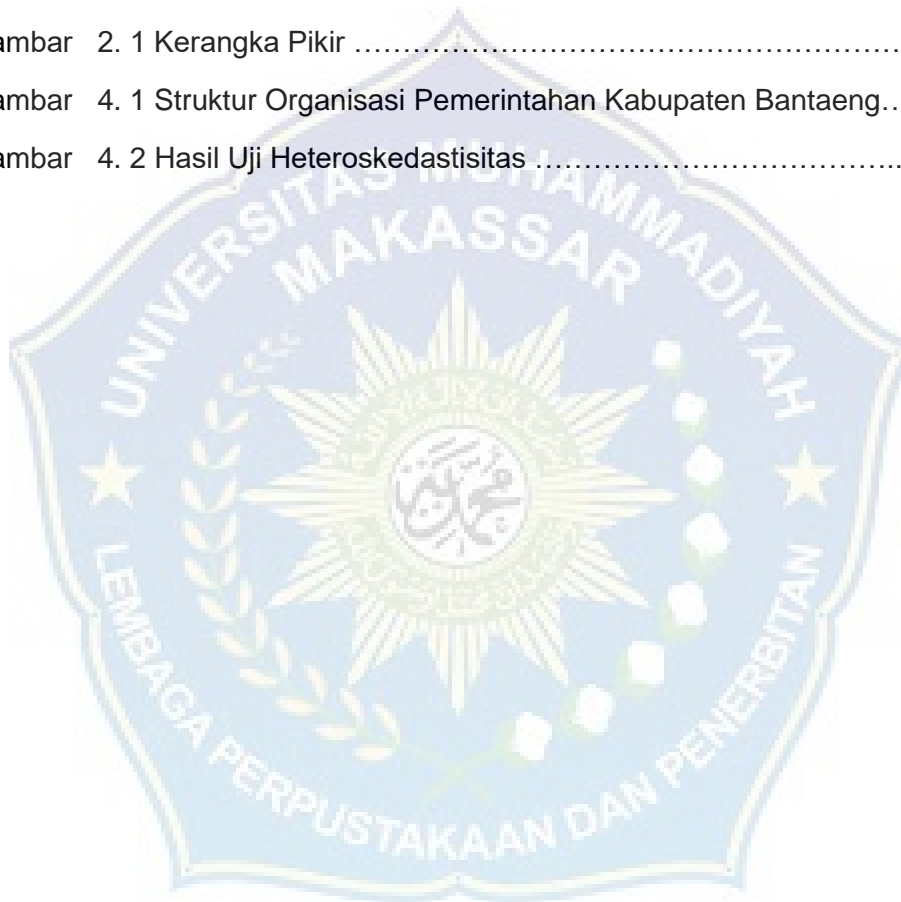 ambar 2. 1 Kerangka Pikir ……………………………………………….
ambar 4. 1 Struktur Organisasi Pemerintahan Kabupaten Bantaeng…
ambar 4. 2 Hasil Uji Heteroskedastisitas ……………………………..
UNIVERSITAS MUHAMMADIYAH
MAKASSAR
LEMBAGA PERPUSTAKAAN DAN PENERBITAN